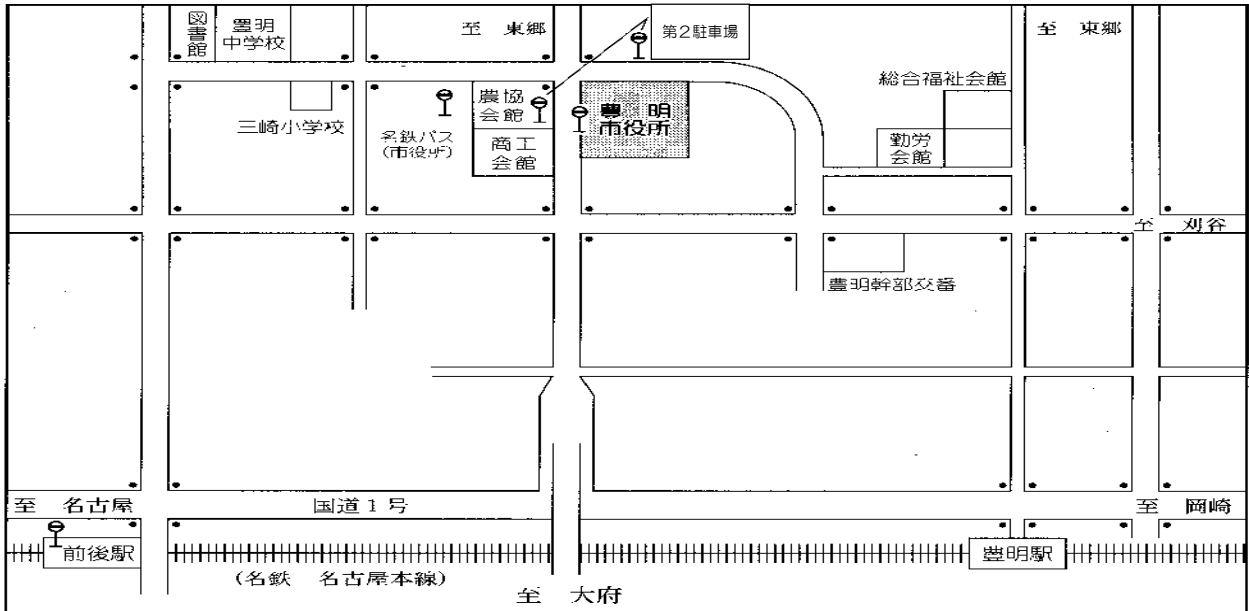 図書館
豊明
中学校
至 東郷
第2駐車場
至 東郷
総合福祉会館
三崎小学校
名鉄バス
(市役所)
農協
会館
商工
会館
豊明
市役所
勤労
会館
至 刈谷
豊明幹部交番
至 名古屋
国道1号
至 岡崎
前後駅
豊明駅
(名鉄 名古屋本線)
至 大府